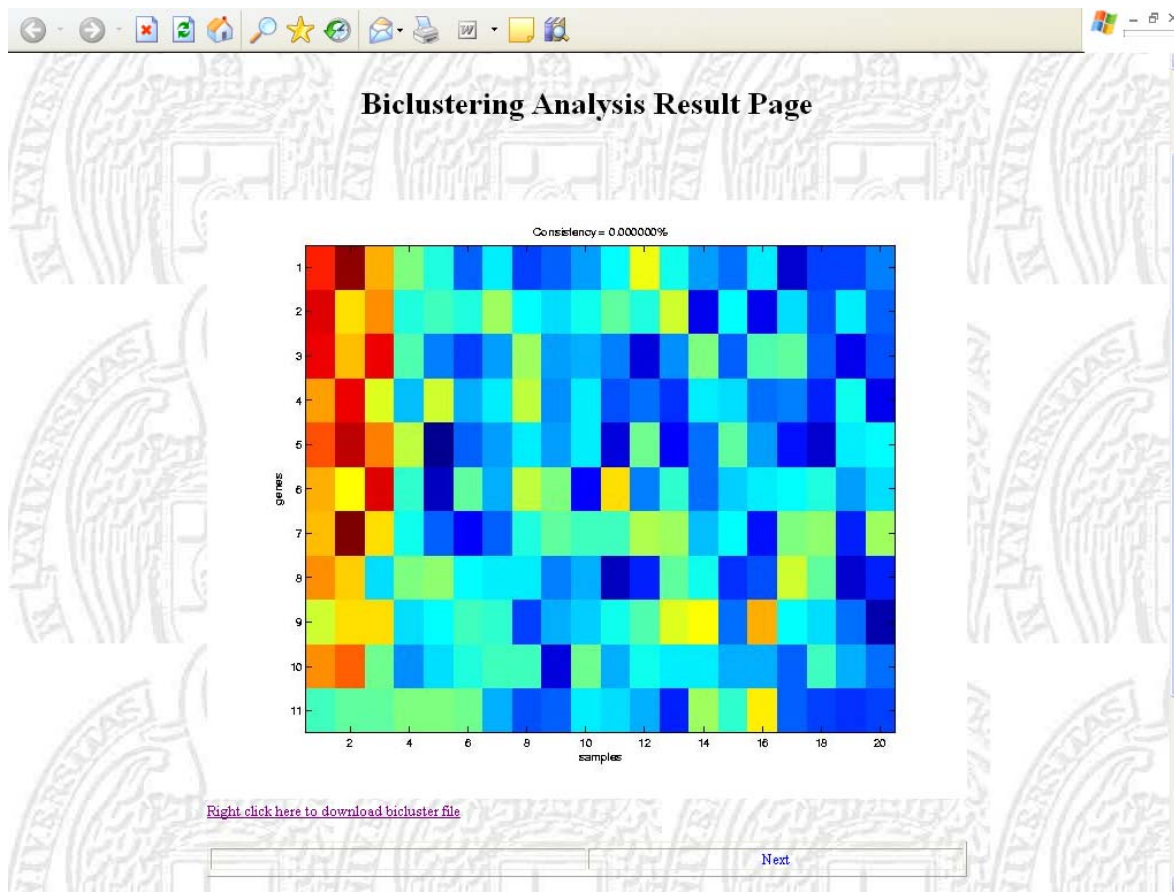 W
Biclustering Analysis Result Page
Consistency = 0.000000%
1
2
3
4
5
6
7
8
9
10
11
genes
2 4 6 8 10 12 14 16 18 20
samples
Right click here to download bicluster file
Next